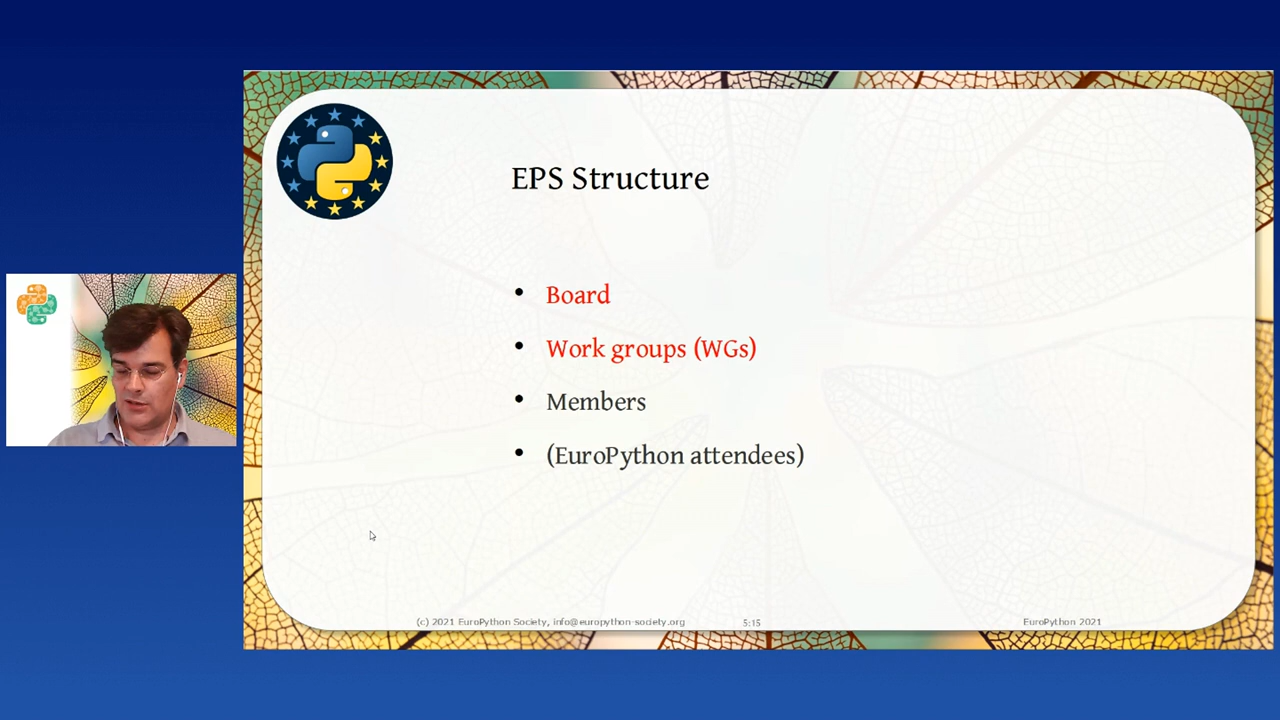 EPS Structure
• Board
• Work groups (WGs)
• Members
• (EuroPython attendees)
(c) 2021 EuroPython Society, info@europython-society.org 5:15 EuroPython 2021